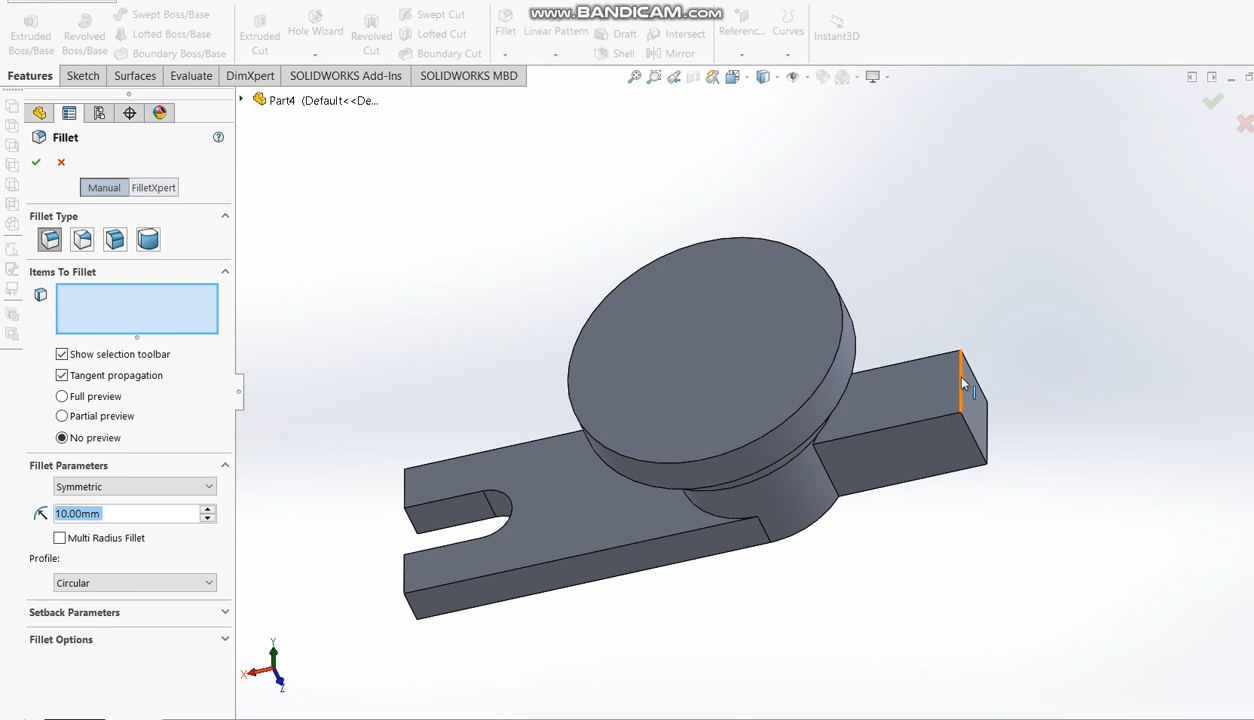 www.BANDICAM.com
Extruded Boss/Base
Revolved Boss/Base
Swept Boss/Base
Lofted Boss/Base
Boundary Boss/Base
Extruded Cut
Hole Wizard
Revolved Cut
Swept Cut
Lofted Cut
Boundary Cut
Fillet
Linear Pattern
Draft
Shell
Intersect
Mirror
Referenc...
Curves
Instant3D
Features Sketch Surfaces Evaluate DimXpert SOLIDWORKS Add-Ins SOLIDWORKS MBD
Part4 (Default<<De...
Fillet
Manual FilletXpert
Fillet Type
Items To Fillet
Show selection toolbar
Tangent propagation
Full preview
Partial preview
No preview
Fillet Parameters
Symmetric
10.00mm
Multi Radius Fillet
Profile:
Circular
Setback Parameters
Fillet Options
Y
X
Z